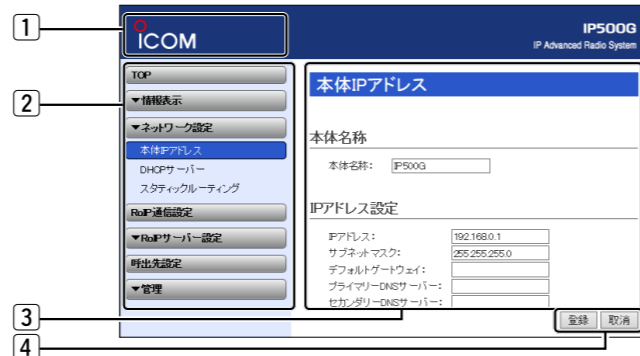 1
ICOM
IP500G
IP Advanced Radio System
2
TOP
▼情報表示
▼ネットワーク設定
本体IPアドレス
DHCPサーバー
スタティックルーティング
RoIP通信設定
▼RoIPサーバー設定
呼出先設定
▼管理
本体IPアドレス
本体名称
本体名称: IP500G
IPアドレス設定
IPアドレス: 192.168.0.1
サブネットマスク: 255.255.255.0
デフォルトゲートウェイ:
プライマリーDNSサーバー:
セカンダリーDNSサーバー:
3
登録 取消
4